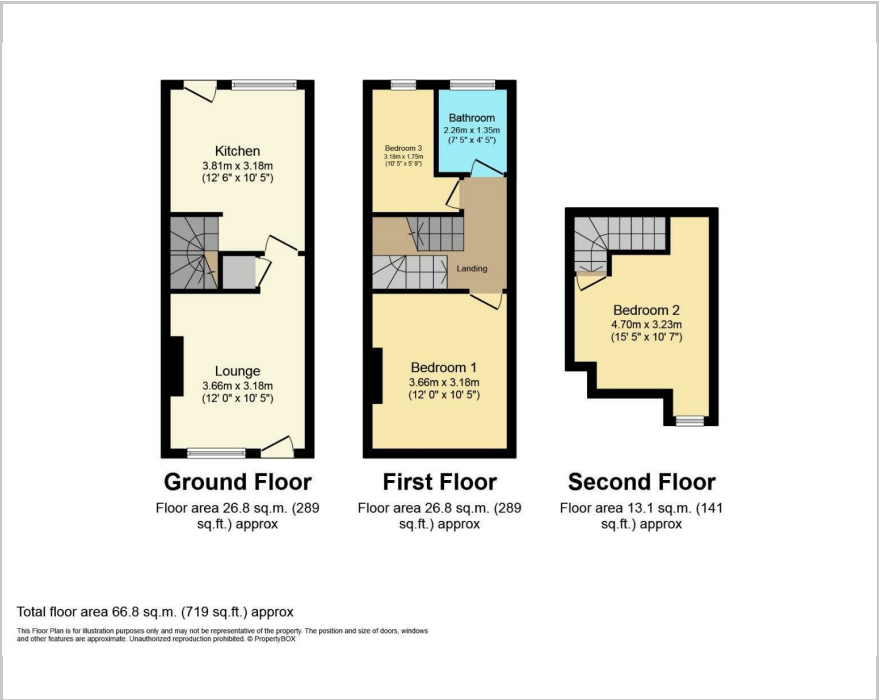 Kitchen
3.81m x 3.18m
(12' 6" x 10' 5")
Lounge
3.66m x 3.18m
(12' 0" x 10' 5")
Ground Floor
Floor area 26.8 sq.m. (289
sq.ft.) approx
Bedroom 3
3.18m x 1.75m
(10' 5" x 5' 9")
Bathroom
2.26m x 1.35m
(7' 5" x 4' 5")
Landing
Bedroom 1
3.66m x 3.18m
(12' 0" x 10' 5")
First Floor
Floor area 26.8 sq.m. (289
sq.ft.) approx
Bedroom 2
4.70m x 3.23m
(15' 5" x 10' 7")
Second Floor
Floor area 13.1 sq.m. (141
sq.ft.) approx
Total floor area 66.8 sq.m. (719 sq.ft.) approx
This Floor Plan is for illustration purposes only and may not be representative of the property. The position and size of doors, windows
and other features are approximate. Unauthorized reproduction prohibited. © PropertyBOX